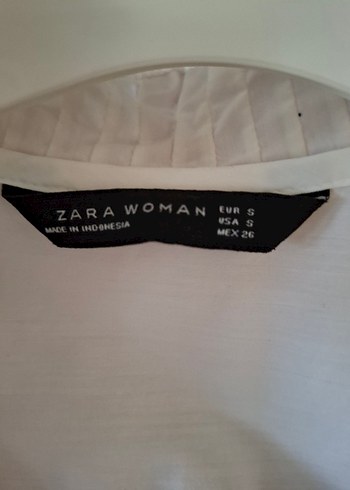 ZARA WOMAN
MADE IN INDONESIA
EUR S
USA S
MEX 26